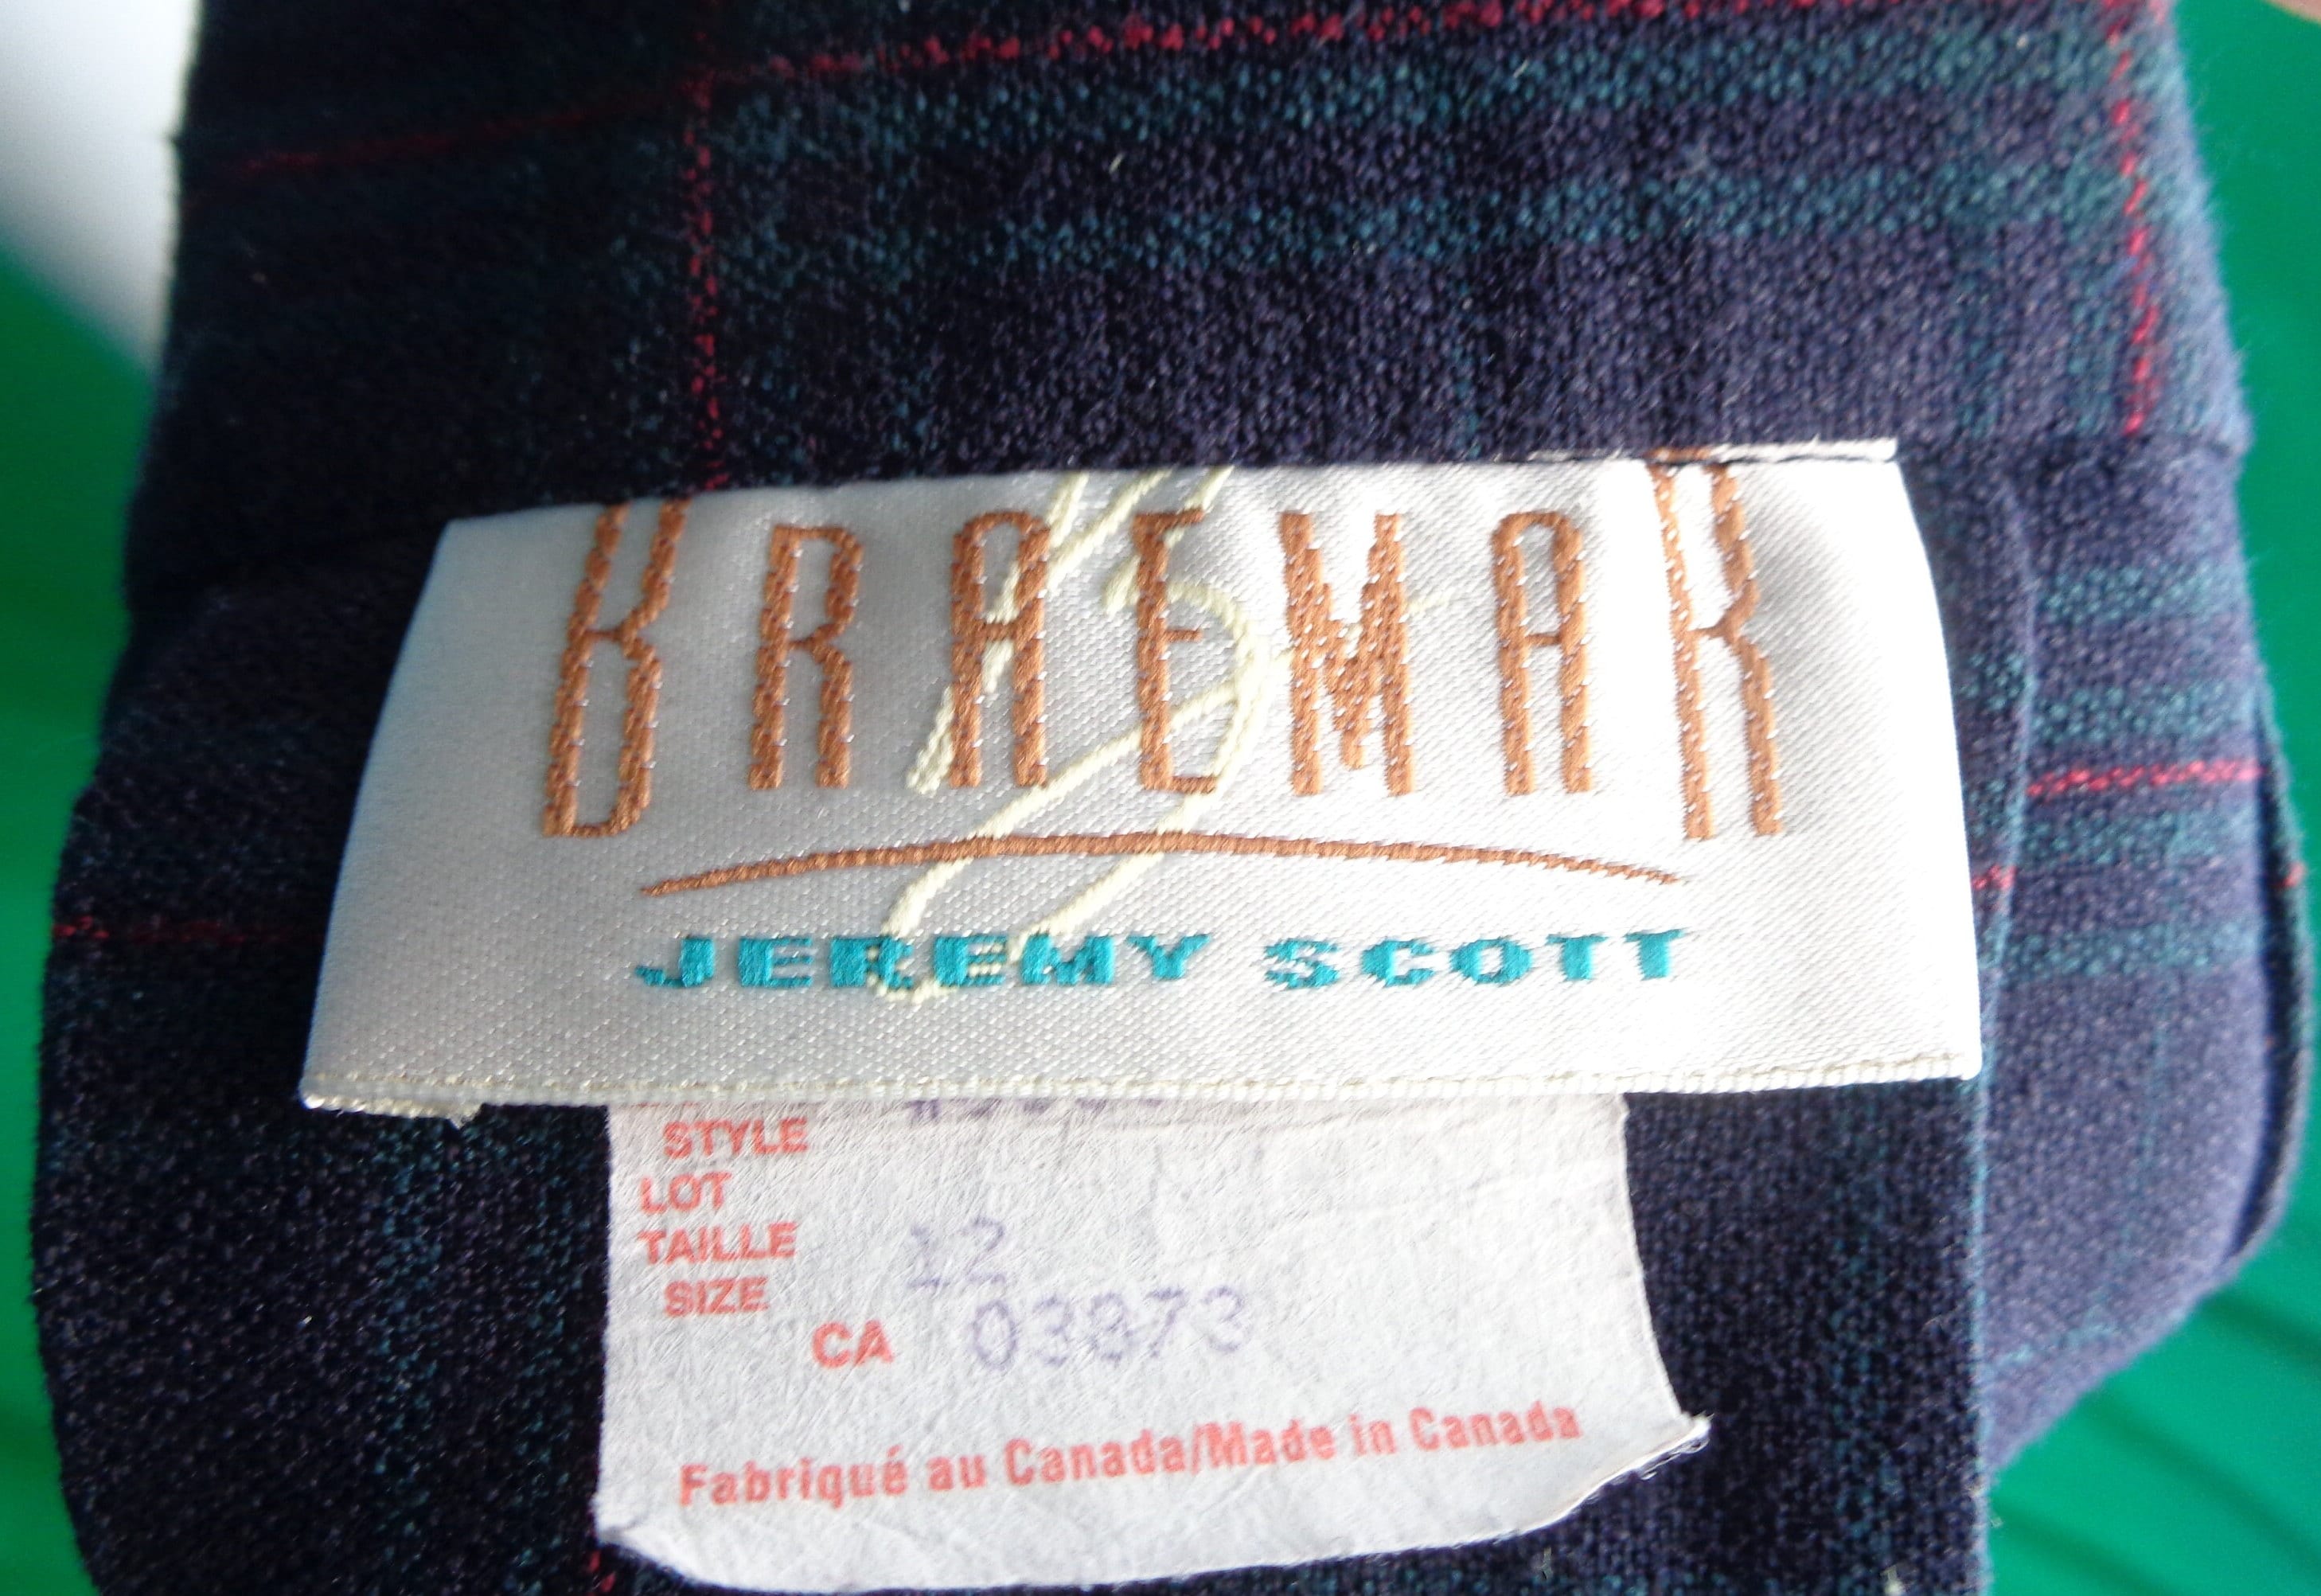 BRAEMAR
JEREMY SCOTT
STYLE
LOT
TAILLE 12
SIZE
CA 03873
Fabriqué au Canada/Made in Canada